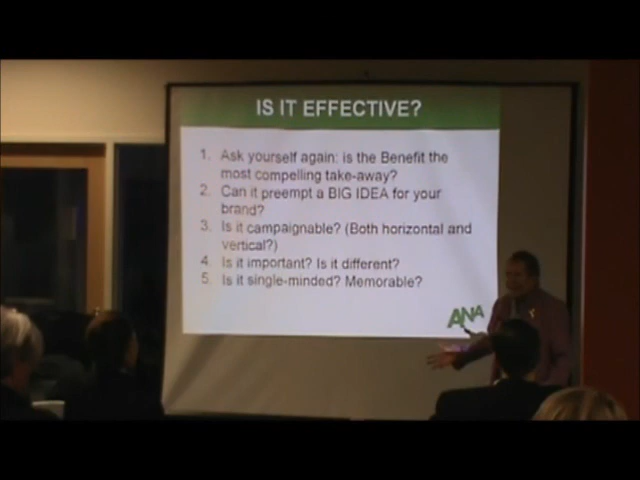 IS IT EFFECTIVE?
1. Ask yourself again: is the Benefit the
most compelling take-away?
2. Can it preempt a BIG IDEA for your
brand?
3. Is it campaignable? (Both horizontal and
vertical?)
4. Is it important? Is it different?
5. Is it single-minded? Memorable?
ANA